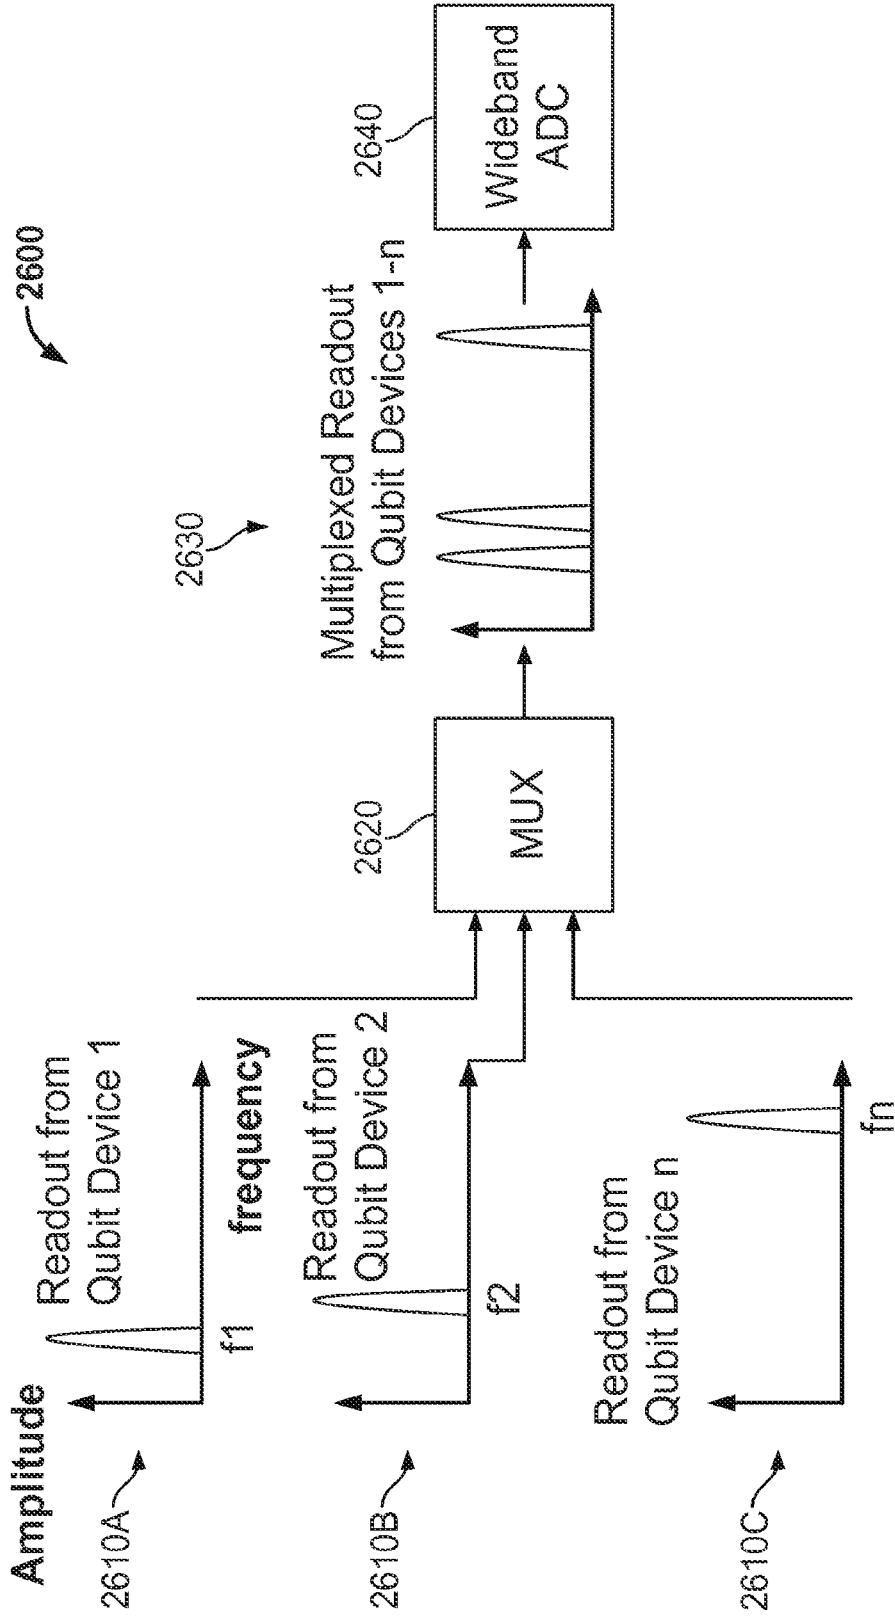 2600
Amplitude
2610A
Readout from
Qubit Device 1
f1
frequency
2610B
Readout from
Qubit Device 2
f2
2610C
Readout from
Qubit Device n
fn
2620
MUX
2630
Multiplexed Readout
from Qubit Devices 1-n
2640
Wideband
ADC